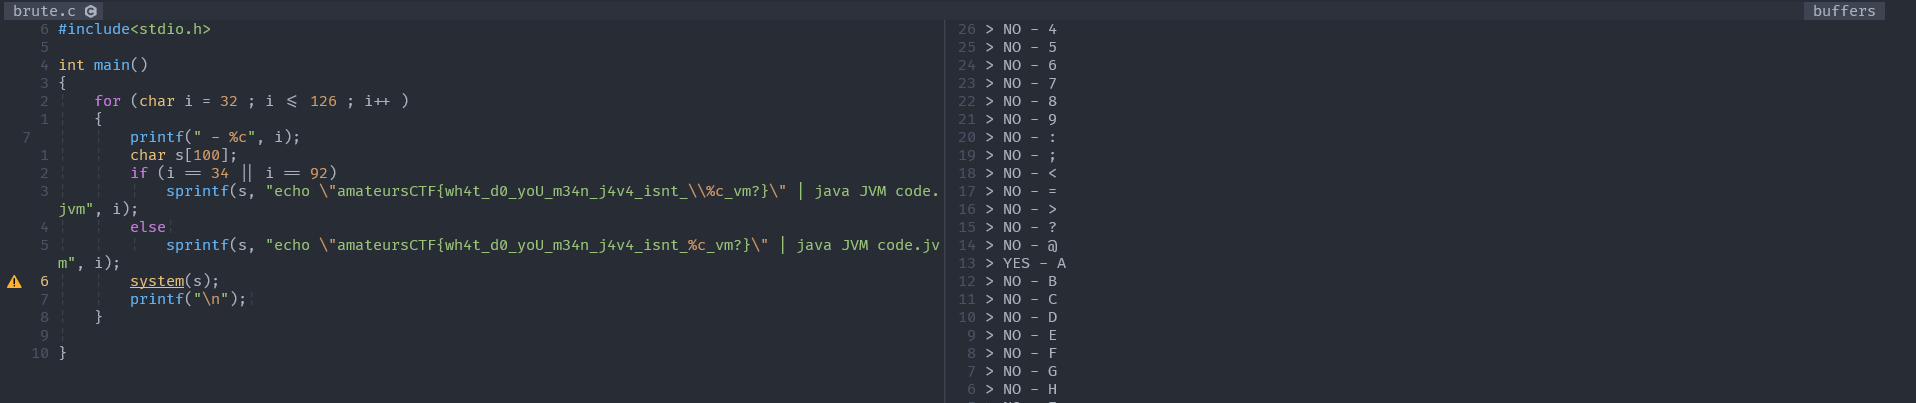 brute.c
buffers
6 #include<stdio.h>
5
4 int main()
3 {
2 for (char i = 32 ; i <= 126 ; i++ )
1 {
7 printf(" - %c", i);
1 char s[100];
2 if (i == 34 || i == 92)
3 sprintf(s, "echo \"amateursCTF{wh4t_d0_yoU_m34n_j4v4_isnt_\\%c_vm?}\" | java JVM code.
jvm", i);
4 else
5 sprintf(s, "echo \"amateursCTF{wh4t_d0_yoU_m34n_j4v4_isnt_%c_vm?}\" | java JVM code.jv
m", i);
6 system(s);
7 printf("\n");
8 }
9
10 }
26 > NO - 4
25 > NO - 5
24 > NO - 6
23 > NO - 7
22 > NO - 8
21 > NO - 9
20 > NO - :
19 > NO - ;
18 > NO - <
17 > NO - =
16 > NO - >
15 > NO - ?
14 > NO - @
13 > YES - A
12 > NO - B
11 > NO - C
10 > NO - D
9 > NO - E
8 > NO - F
7 > NO - G
6 > NO - H